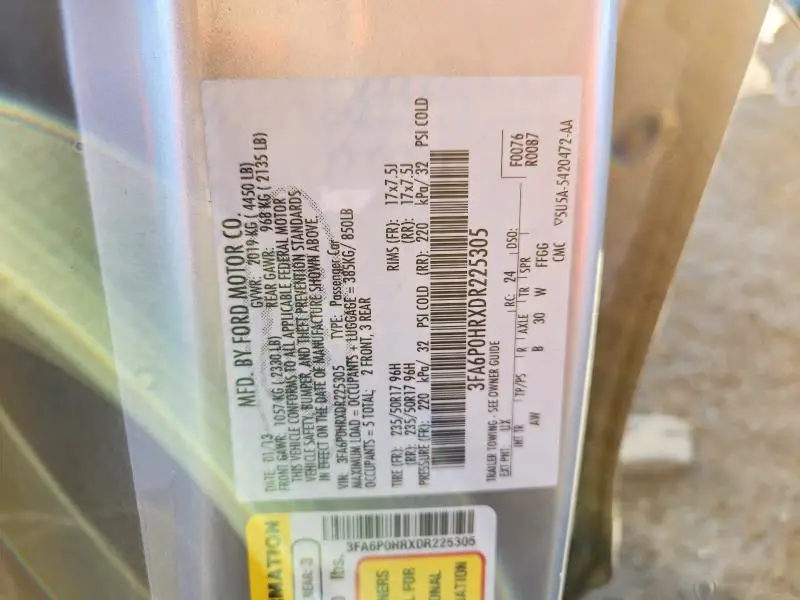 MFD. BY FORD MOTOR CO.
DATE: 01/13 GVWR: 2019 KG ( 4450 LB)
FRONT GAWR: 1057 KG ( 2330 LB) REAR GAWR: 968 KG ( 2135 LB)
THIS VEHICLE CONFORMS TO ALL APPLICABLE FEDERAL MOTOR
VEHICLE SAFETY, BUMPER, AND THEFT PREVENTION STANDARDS
IN EFFECT ON THE DATE OF MANUFACTURE SHOWN ABOVE.
VIN: 3FA6P0HRXDR225305 TYPE: Passenger Car
MAXIMUM LOAD = OCCUPANTS + LUGGAGE = 385KG/ 850LB
OCCUPANTS = 5 TOTAL: 2 FRONT, 3 REAR
TIRE (FR): 235/50R17 96H RIMS (FR): 17x7.5J
(RR): 235/50R17 96H (RR): 17x7.5J
PRESSURE (FR): 220 kPa/ 32 PSI COLD (RR): 220 kPa/ 32 PSI COLD
3FA6P0HRXDR225305
TRAILER TOWING - SEE OWNER GUIDE
F0076
R0087
EXT PNT: UX RC: 24 DSO:
INT TR TP/PS R AXLE TR SPR
AW B 30 W FFGG
CMC
▽5U5A-5420472-AA
3FA6P0HRXDR225305
MATION
REAR:3
lbs.